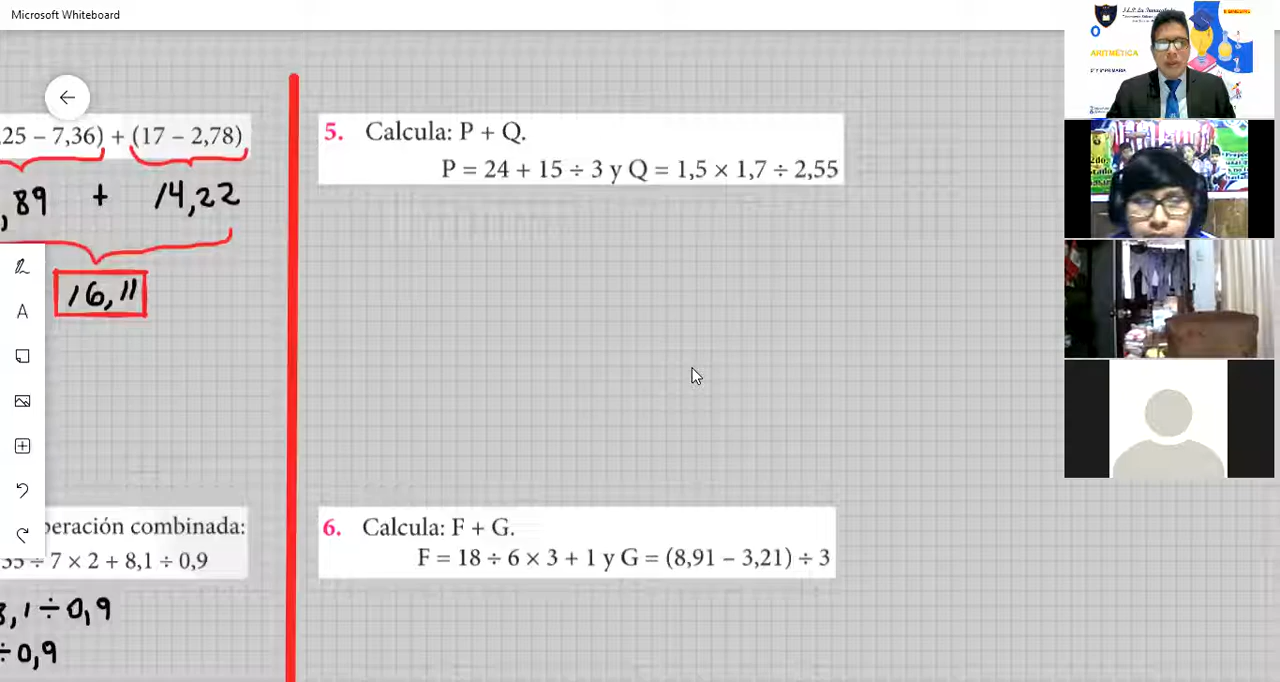 Microsoft Whiteboard
,25 – 7,36) + (17 – 2,78)
,89 + 14,22
16,11
peración combinada:
35 ÷ 7 × 2 + 8,1 ÷ 0,9
8,1 ÷ 0,9
÷ 0,9
5. Calcula: P + Q.
P = 24 + 15 ÷ 3 y Q = 1,5 × 1,7 ÷ 2,55
6. Calcula: F + G.
F = 18 ÷ 6 × 3 + 1 y G = (8,91 – 3,21) ÷ 3
ARITMÉTICA